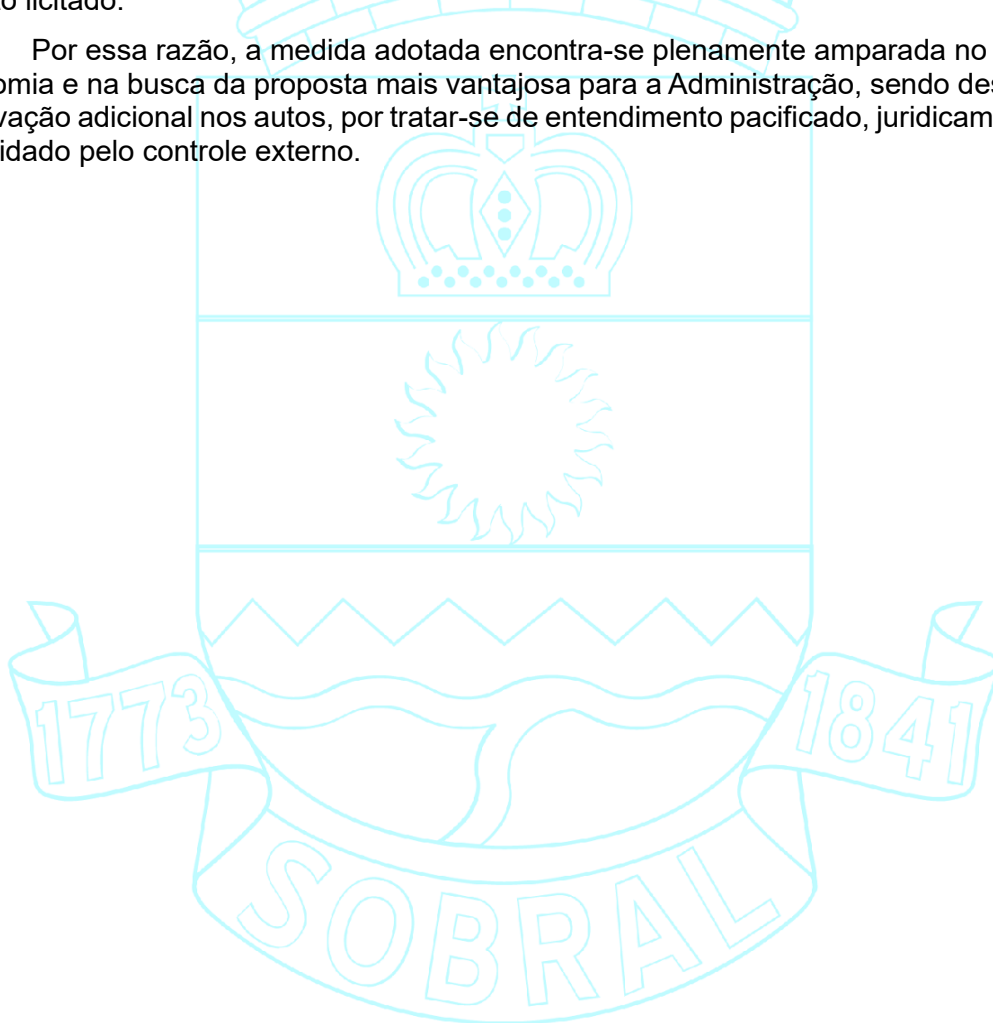 o licitado.
Por essa razão, a medida adotada encontra-se plenamente amparada no
omia e na busca da proposta mais vantajosa para a Administração, sendo des
vação adicional nos autos, por tratar-se de entendimento pacificado, juridicam
idado pelo controle externo.
1773
1841
SOBRAL